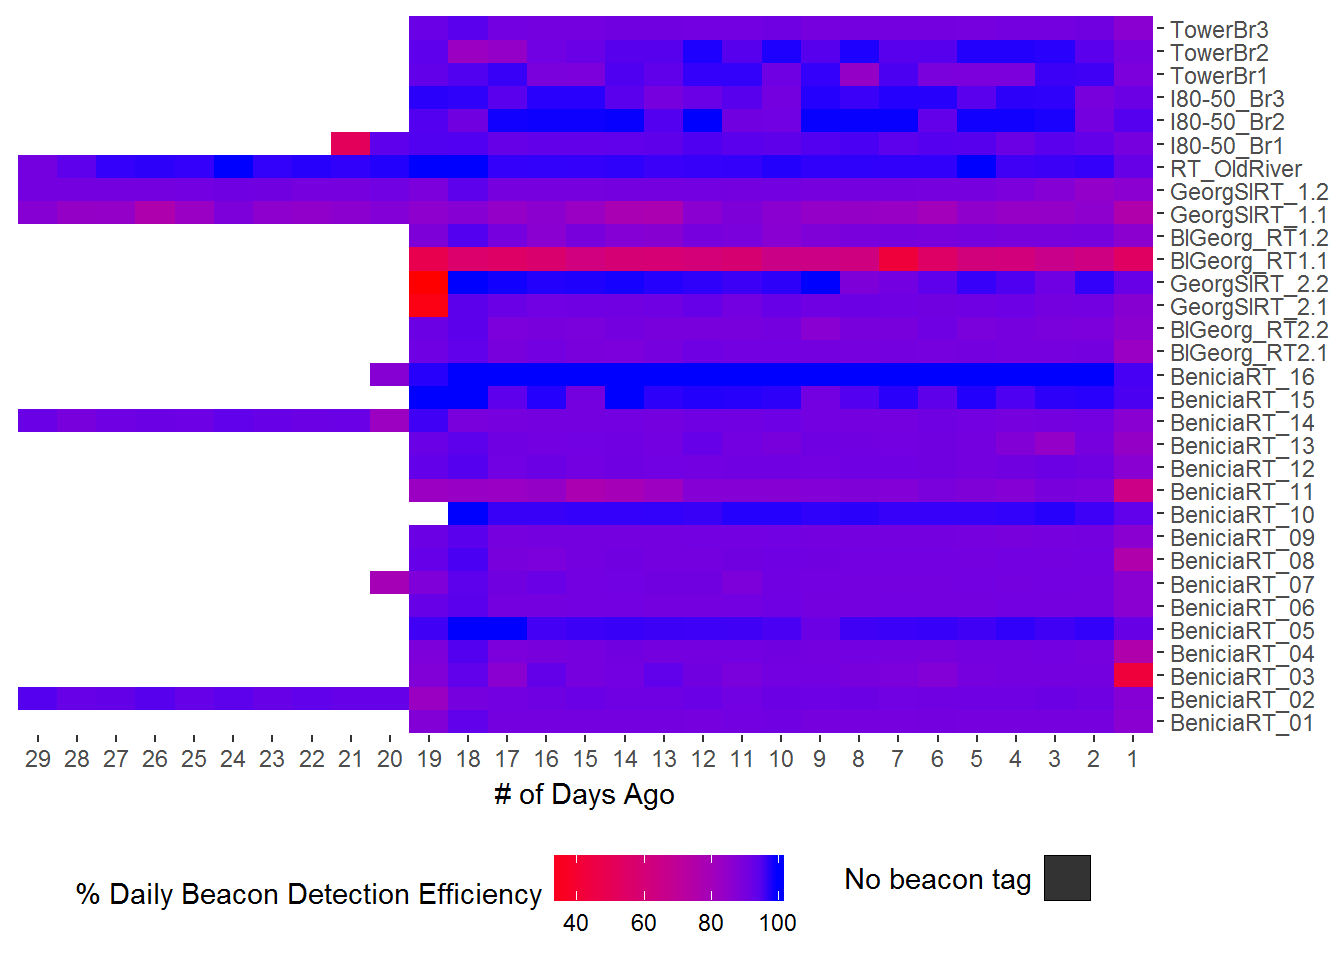 TowerBr3
TowerBr2
TowerBr1
I80-50_Br3
I80-50_Br2
I80-50_Br1
RT_OldRiver
GeorgSlRT_1.2
GeorgSlRT_1.1
BlGeorg_RT1.2
BlGeorg_RT1.1
GeorgSlRT_2.2
GeorgSlRT_2.1
BlGeorg_RT2.2
BlGeorg_RT2.1
BeniciaRT_16
BeniciaRT_15
BeniciaRT_14
BeniciaRT_13
BeniciaRT_12
BeniciaRT_11
BeniciaRT_10
BeniciaRT_09
BeniciaRT_08
BeniciaRT_07
BeniciaRT_06
BeniciaRT_05
BeniciaRT_04
BeniciaRT_03
BeniciaRT_02
BeniciaRT_01
29 28 27 26 25 24 23 22 21 20 19 18 17 16 15 14 13 12 11 10 9 8 7 6 5 4 3 2 1
# of Days Ago
% Daily Beacon Detection Efficiency
40 60 80 100
No beacon tag